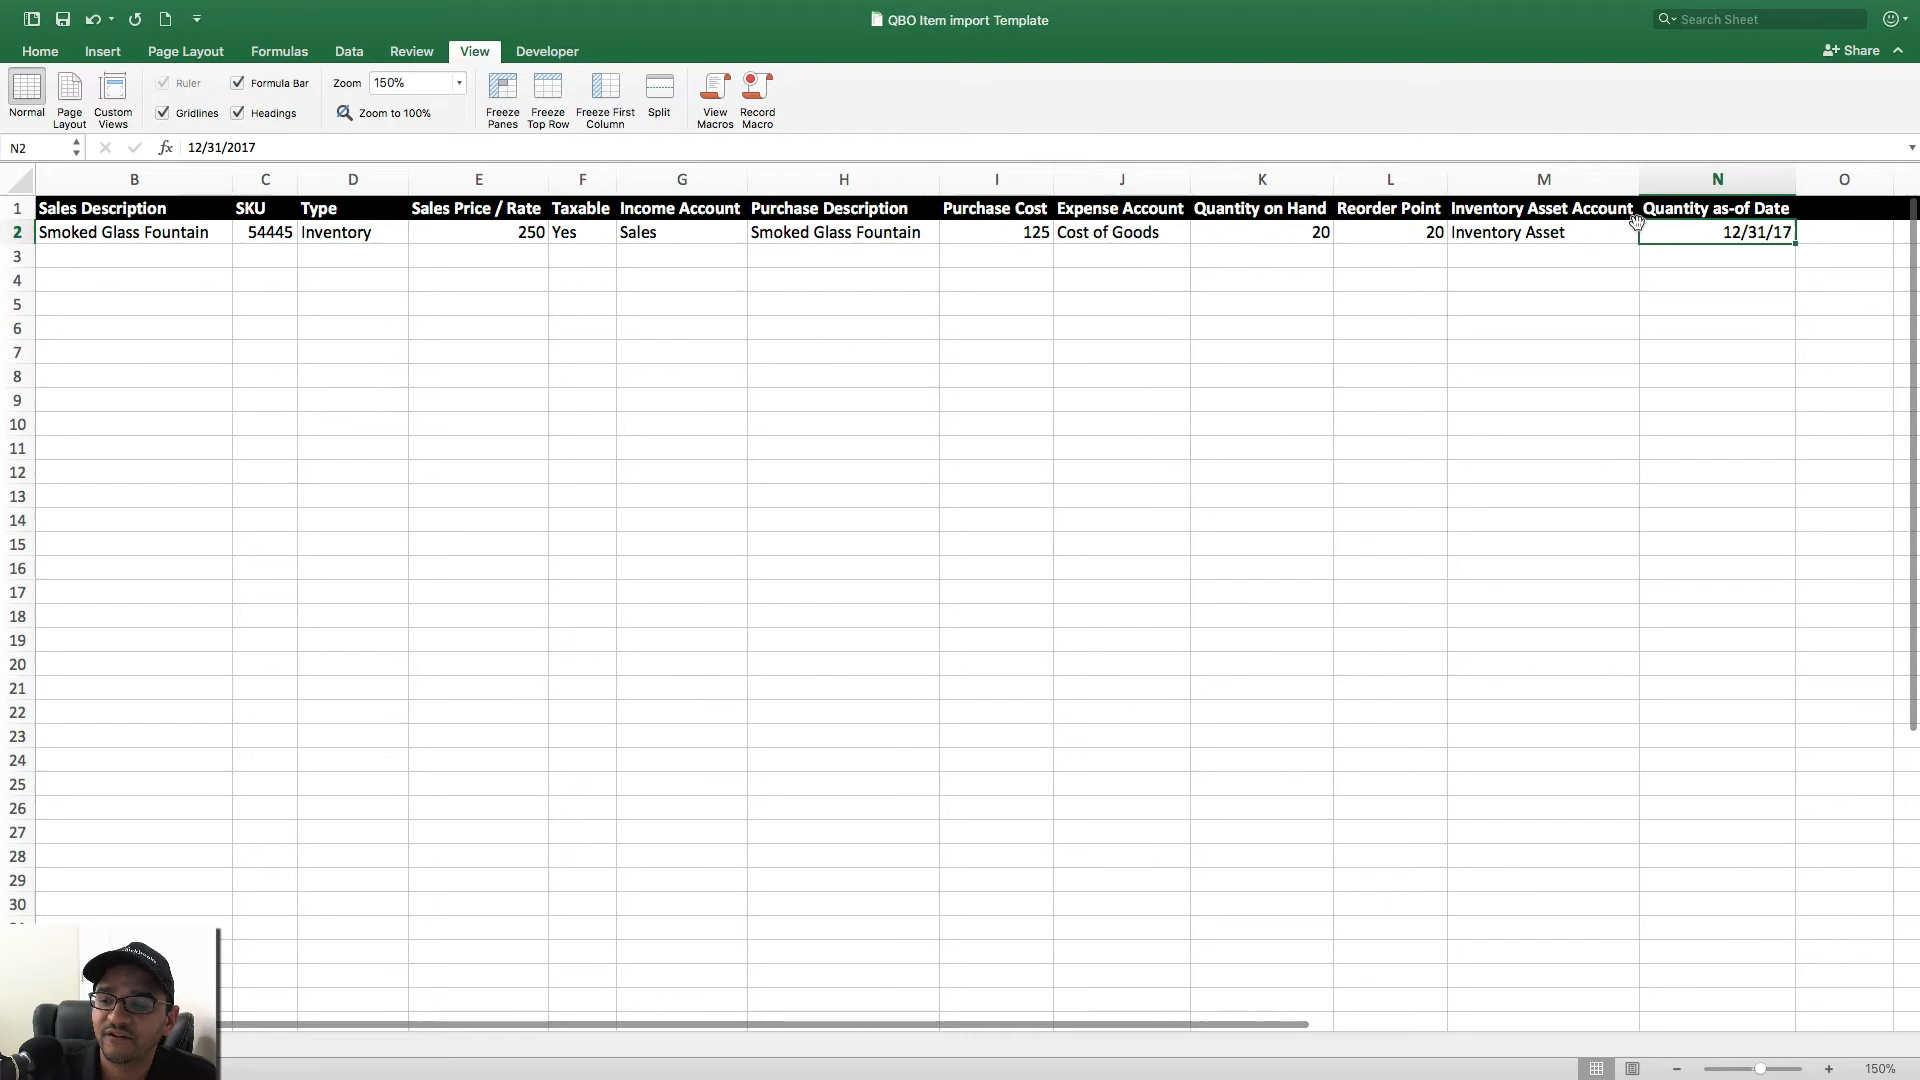 QBO Item import Template
Search Sheet
Home Insert Page Layout Formulas Data Review View Developer
Share
Normal
Page Layout
Custom Views
Ruler
Formula Bar
Gridlines
Headings
Zoom 150%
Zoom to 100%
Freeze Panes
Freeze Top Row
Freeze First Column
Split
View Macros
Record Macro
N2 fx 12/31/2017
B C D E F G H I J K L M N O
1 Sales Description SKU Type Sales Price / Rate Taxable Income Account Purchase Description Purchase Cost Expense Account Quantity on Hand Reorder Point Inventory Asset Account Quantity as-of Date
2 Smoked Glass Fountain 54445 Inventory 250 Yes Sales Smoked Glass Fountain 125 Cost of Goods 20 20 Inventory Asset 12/31/17
3
4
5
6
7
8
9
10
11
12
13
14
15
16
17
18
19
20
21
22
23
24
25
26
27
28
29
30
150%